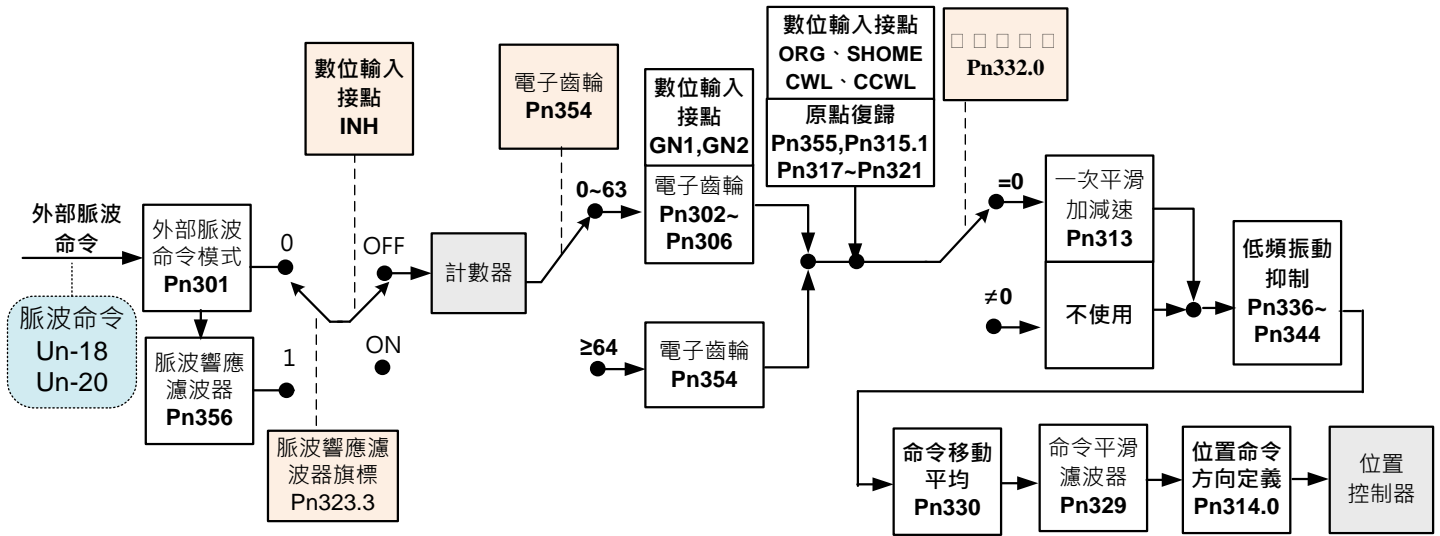 外部脈波
命令
脈波命令
Un-18
Un-20
外部脈波
命令模式
Pn301
脈波響應
濾波器
Pn356
0
1
數位輸入
接點
INH
OFF
ON
脈波響應濾
波器旗標
Pn323.3
計數器
電子齒輪
Pn354
0~63
≥64
數位輸入
接點
GN1,GN2
電子齒輪
Pn302~
Pn306
電子齒輪
Pn354
數位輸入接點
ORG、SHOME
CWL、CCWL
原點復歸
Pn355,Pn315.1
Pn317~Pn321
□□□□□
Pn332.0
=0
≠0
一次平滑
加減速
Pn313
不使用
低頻振動
抑制
Pn336~
Pn344
命令移動
平均
Pn330
命令平滑
濾波器
Pn329
位置命令
方向定義
Pn314.0
位置
控制器